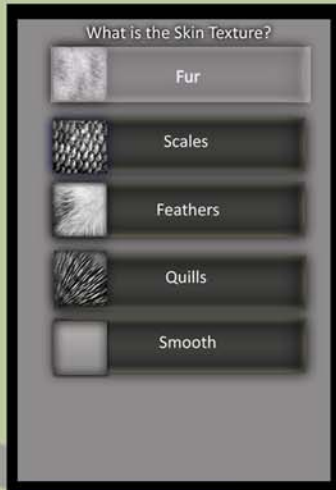 What is the Skin Texture?
Fur
Scales
Feathers
Quills
Smooth